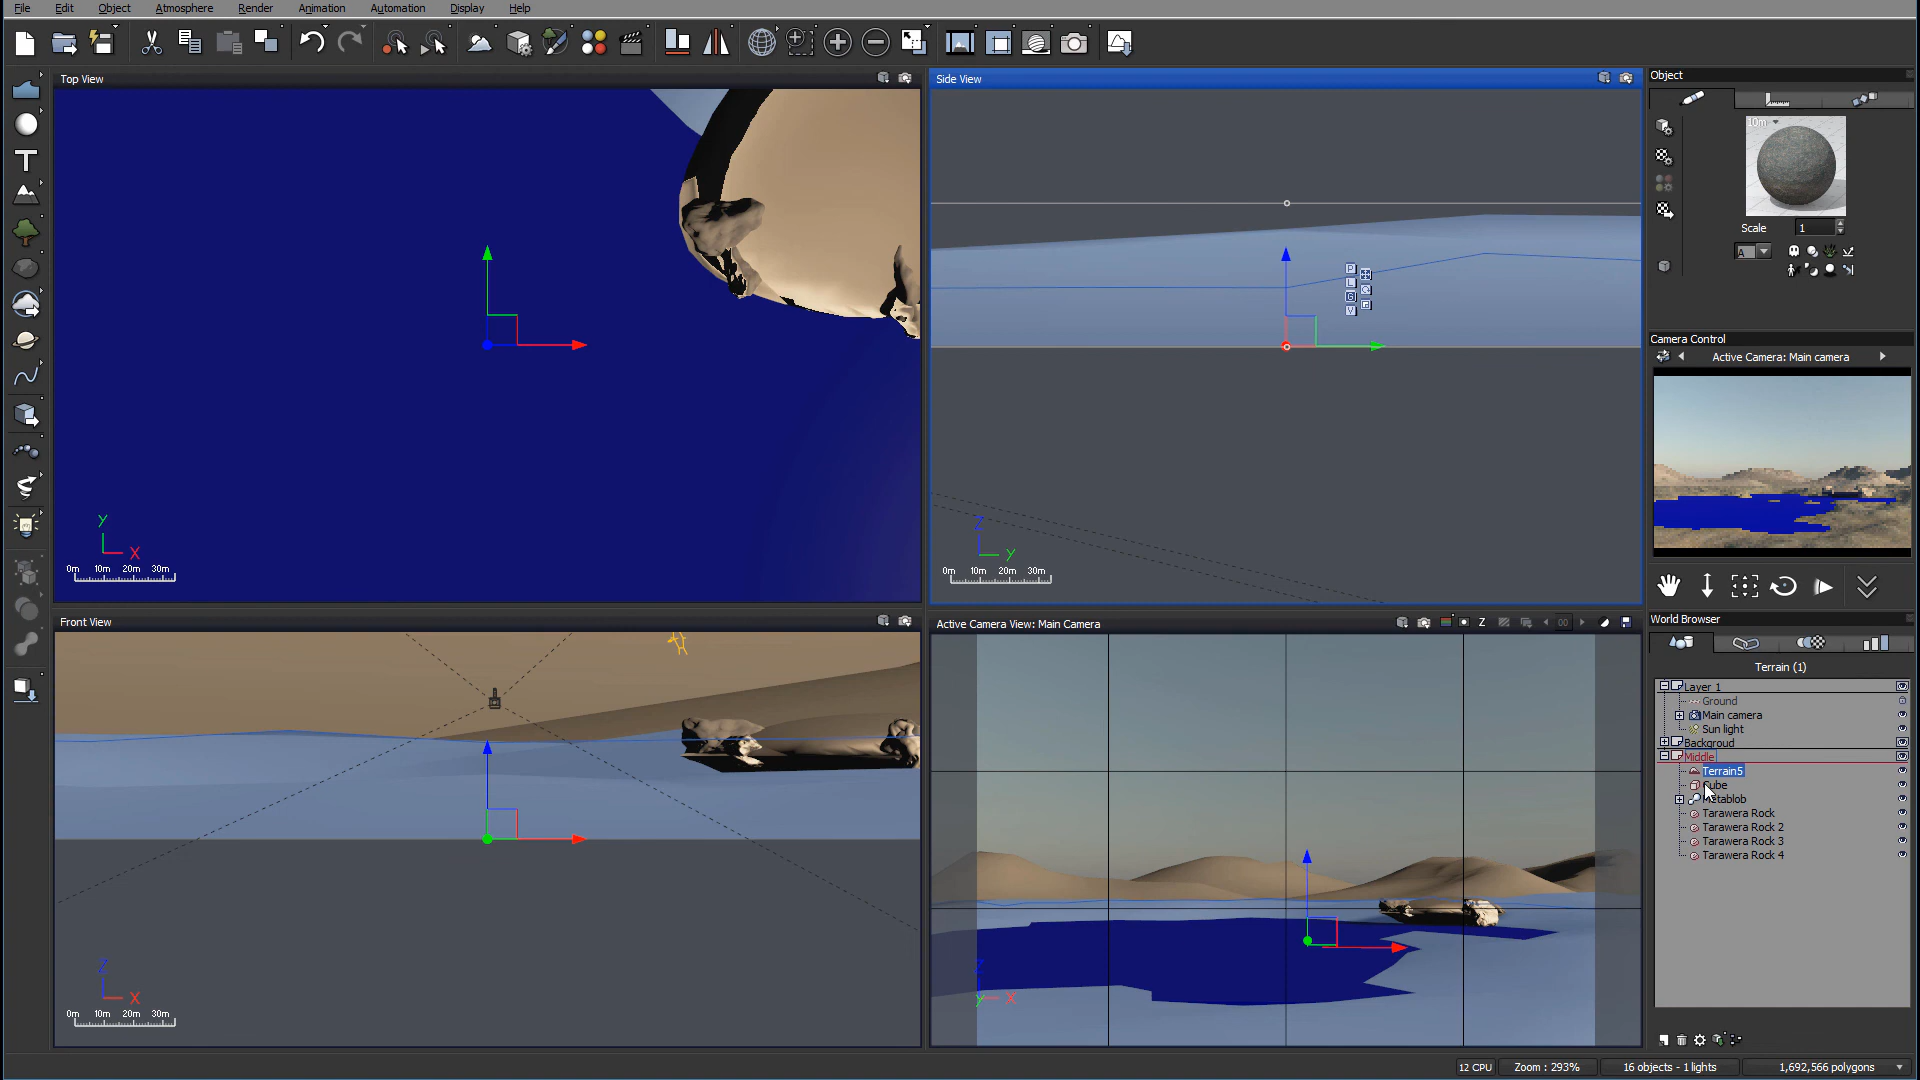 File Edit Object Atmosphere Render Animation Automation Display Help
Top View
Side View
Object
10m
Scale 1
A
P
L
G
V
Y
X
0m 10m 20m 30m
Z
Y
0m 10m 20m 30m
Camera Control
Active Camera: Main camera
Front View
Active Camera View: Main Camera
Z
00
World Browser
Terrain (1)
Layer 1
Ground
Main camera
Sun light
Backgroud
Middle
Terrain5
Cube
Metablob
Tarawera Rock
Tarawera Rock 2
Tarawera Rock 3
Tarawera Rock 4
Z
X
0m 10m 20m 30m
Z
Y
X
12 CPU Zoom : 293% 16 objects - 1 lights 1,692,566 polygons